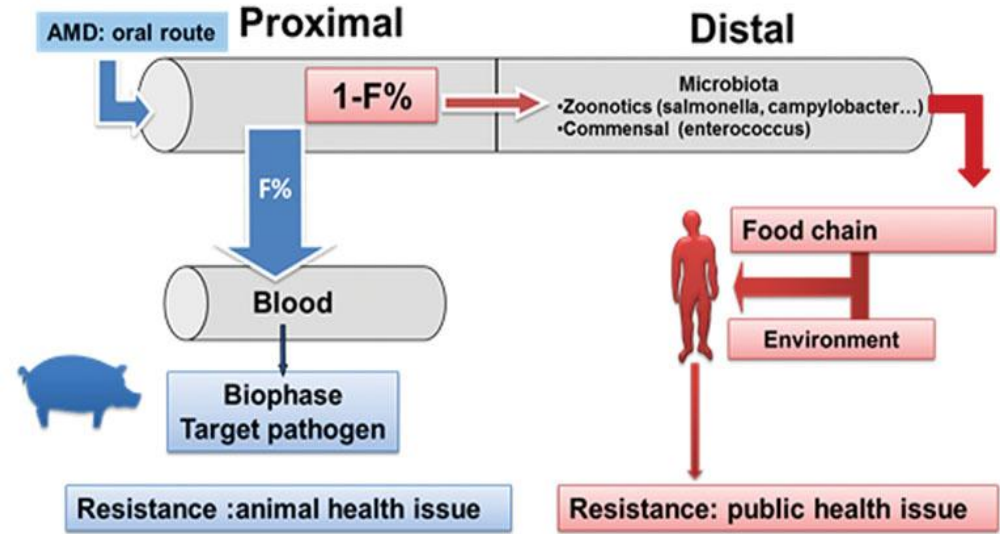 AMD: oral route
Proximal
Distal
1-F%
Microbiota
•Zoonotics (salmonella, campylobacter...)
•Commensal (enterococcus)
F%
Food chain
Blood
Environment
Biophase
Target pathogen
Resistance :animal health issue
Resistance: public health issue